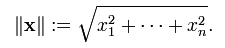 ‖x‖ := √(x₁² + ⋯ + xₙ²).